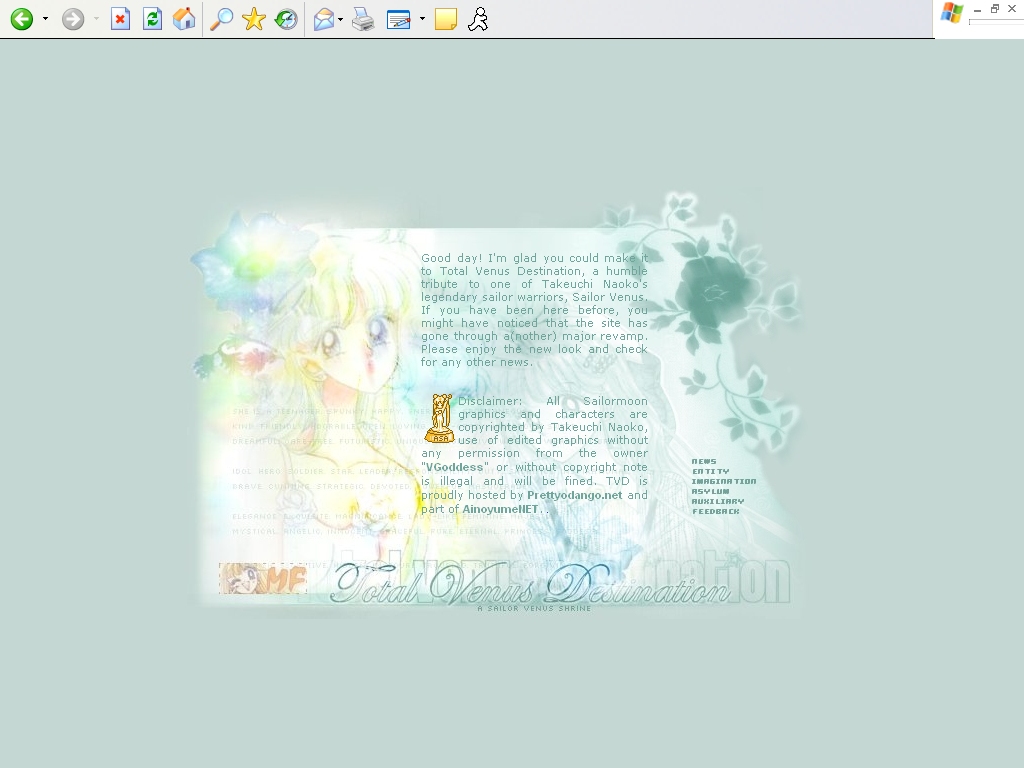 Good day! I'm glad you could make it
to Total Venus Destination, a humble
tribute to one of Takeuchi Naoko's
legendary sailor warriors, Sailor Venus.
If you have been here before, you
might have noticed that the site has
gone through a(nother) major revamp.
Please enjoy the new look and check
for any other news.
Disclaimer: All Sailormoon
graphics and characters are
copyrighted by Takeuchi Naoko,
use of edited graphics without
any permission from the owner
"VGoddess" or without copyright note
is illegal and will be fined. TVD is
proudly hosted by Prettyodango.net and
part of AinoyumeNET. .
ASA
NEWS
ENTITY
IMAGINATION
ASYLUM
AUXILIARY
FEEDBACK
MF
Total Venus Destination
A SAILOR VENUS SHRINE